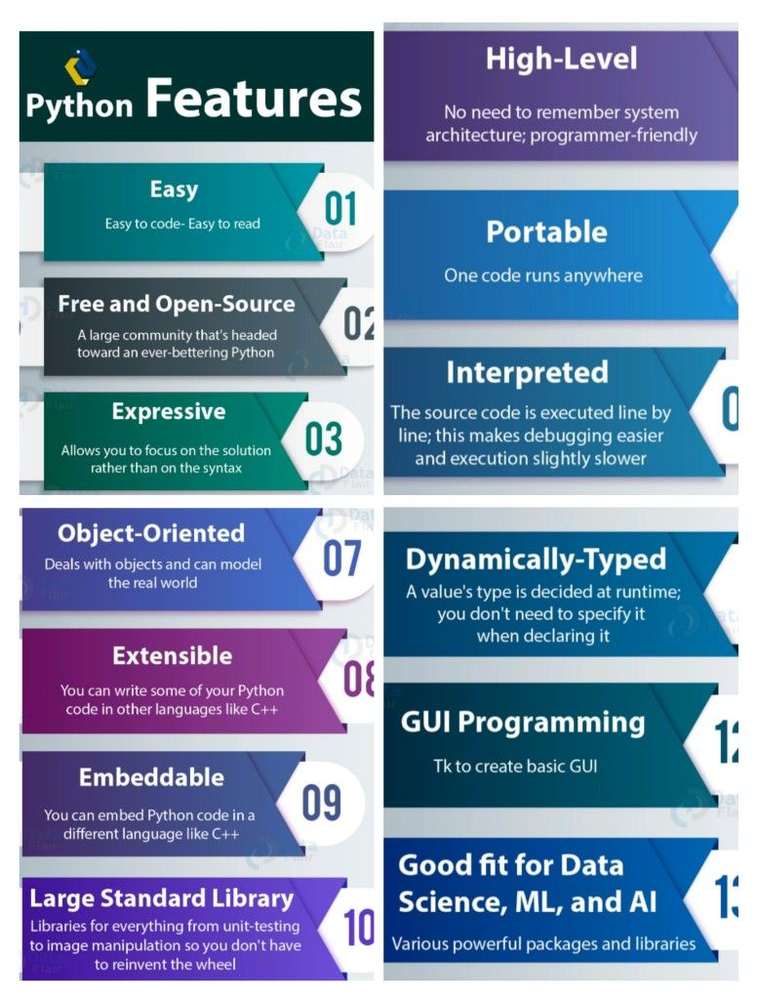 Python Features
Easy
Easy to code- Easy to read
01
Free and Open-Source
A large community that's headed
toward an ever-bettering Python
02
Expressive
Allows you to focus on the solution
rather than on the syntax
03
High-Level
No need to remember system
architecture; programmer-friendly
Portable
One code runs anywhere
Interpreted
The source code is executed line by
line; this makes debugging easier
and execution slightly slower
0
Object-Oriented
Deals with objects and can model
the real world
07
Extensible
You can write some of your Python
code in other languages like C++
08
Embeddable
You can embed Python code in a
different language like C++
09
Large Standard Library
Libraries for everything from unit-testing
to image manipulation so you don't have
to reinvent the wheel
10
Dynamically-Typed
A value's type is decided at runtime;
you don't need to specify it
when declaring it
GUI Programming
Tk to create basic GUI
12
Good fit for Data
Science, ML, and AI
Various powerful packages and libraries
13
Data
Flair